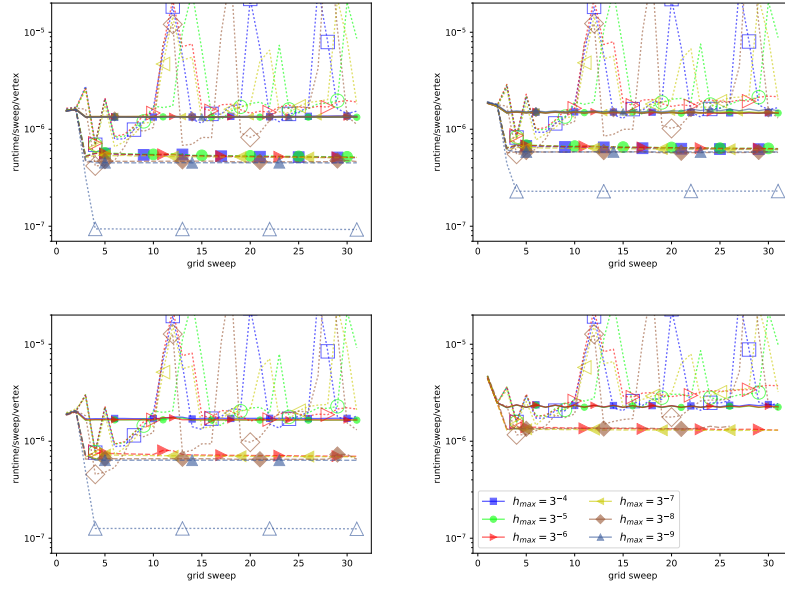 10⁻⁵
10⁻⁶
10⁻⁷
runtime/sweep/vertex
0 5 10 15 20 25 30
grid sweep
10⁻⁵
10⁻⁶
10⁻⁷
runtime/sweep/vertex
0 5 10 15 20 25 30
grid sweep
10⁻⁵
10⁻⁶
10⁻⁷
runtime/sweep/vertex
0 5 10 15 20 25 30
grid sweep
10⁻⁵
10⁻⁶
10⁻⁷
runtime/sweep/vertex
0 5 10 15 20 25 30
grid sweep
h_max = 3⁻⁴ h_max = 3⁻⁷
h_max = 3⁻⁵ h_max = 3⁻⁸
h_max = 3⁻⁶ h_max = 3⁻⁹